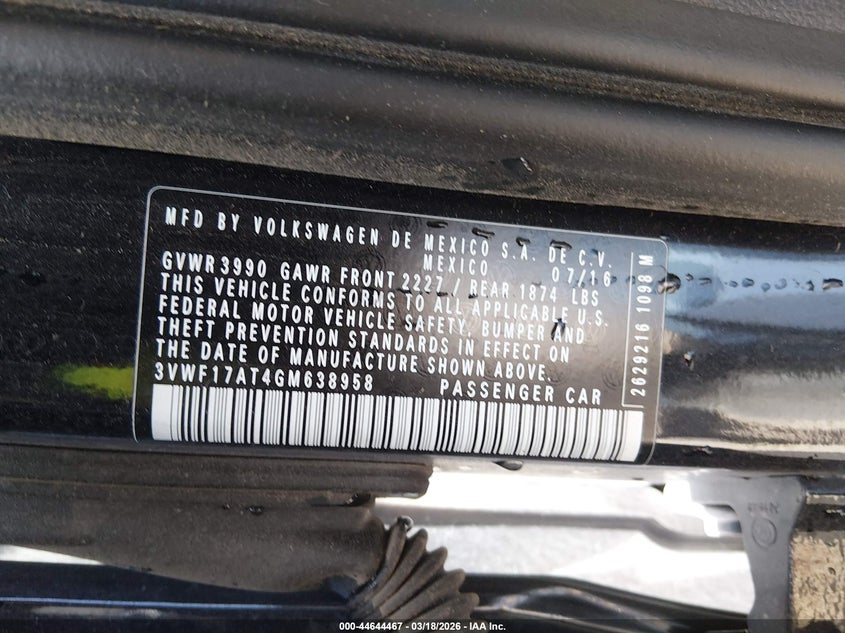 MFD BY VOLKSWAGEN DE MEXICO S.A. DE C.V.
MEXICO 07/16
GVWR 3990 GAWR FRONT 2227 / REAR 1874 LBS
THIS VEHICLE CONFORMS TO ALL APPLICABLE U.S.
FEDERAL MOTOR VEHICLE SAFETY, BUMPER AND
THEFT PREVENTION STANDARDS IN EFFECT ON
THE DATE OF MANUFACTURE SHOWN ABOVE.
3VWF17AT4GM638958 PASSENGER CAR
2629216 1098 M
000-44644467 - 03/18/2026 - IAA Inc.